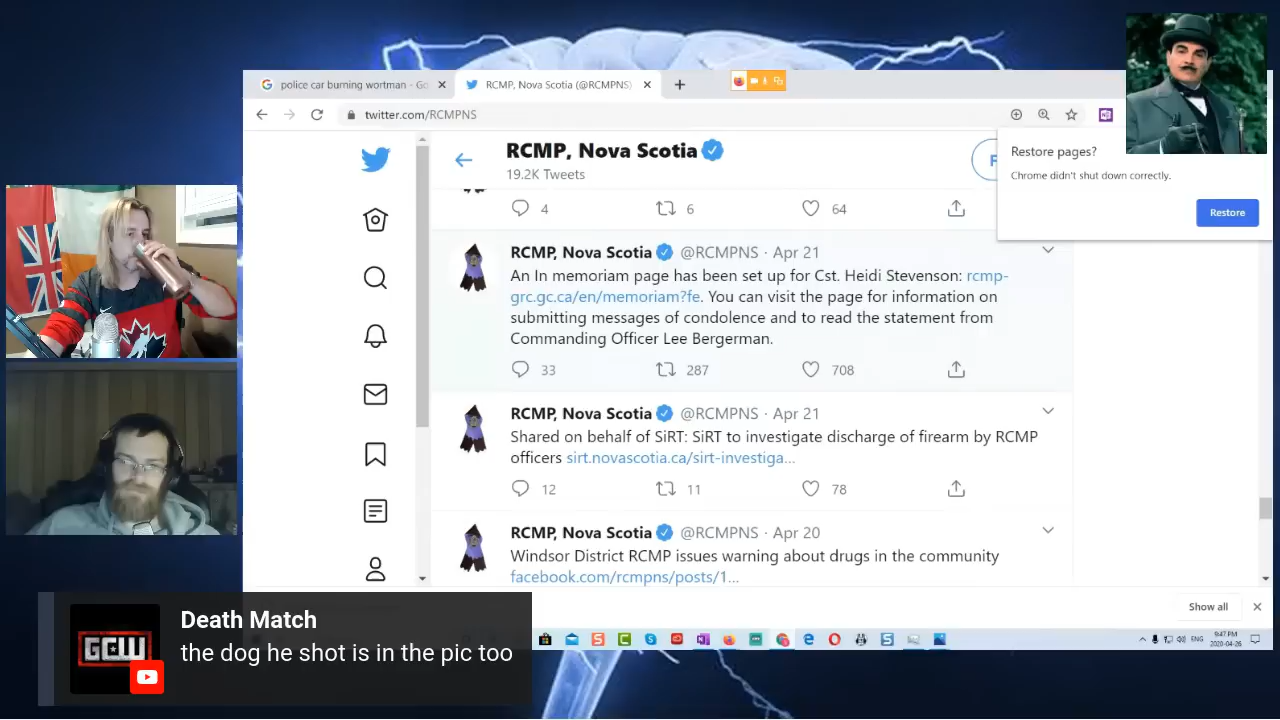 police car burning wortman - Go
RCMP, Nova Scotia (@RCMPNS)
twitter.com/RCMPNS
RCMP, Nova Scotia
19.2K Tweets
Restore pages?
Chrome didn't shut down correctly.
Restore
4 6 64
RCMP, Nova Scotia @RCMPNS · Apr 21
An In memoriam page has been set up for Cst. Heidi Stevenson: rcmp-
grc.gc.ca/en/memoriam?fe. You can visit the page for information on
submitting messages of condolence and to read the statement from
Commanding Officer Lee Bergerman.
33 287 708
RCMP, Nova Scotia @RCMPNS · Apr 21
Shared on behalf of SiRT: SiRT to investigate discharge of firearm by RCMP
officers sirt.novascotia.ca/sirt-investiga...
12 11 78
RCMP, Nova Scotia @RCMPNS · Apr 20
Windsor District RCMP issues warning about drugs in the community
facebook.com/rcmpns/posts/1...
Show all
ENG
9:47 PM
2020-04-26
GCW
Death Match
the dog he shot is in the pic too